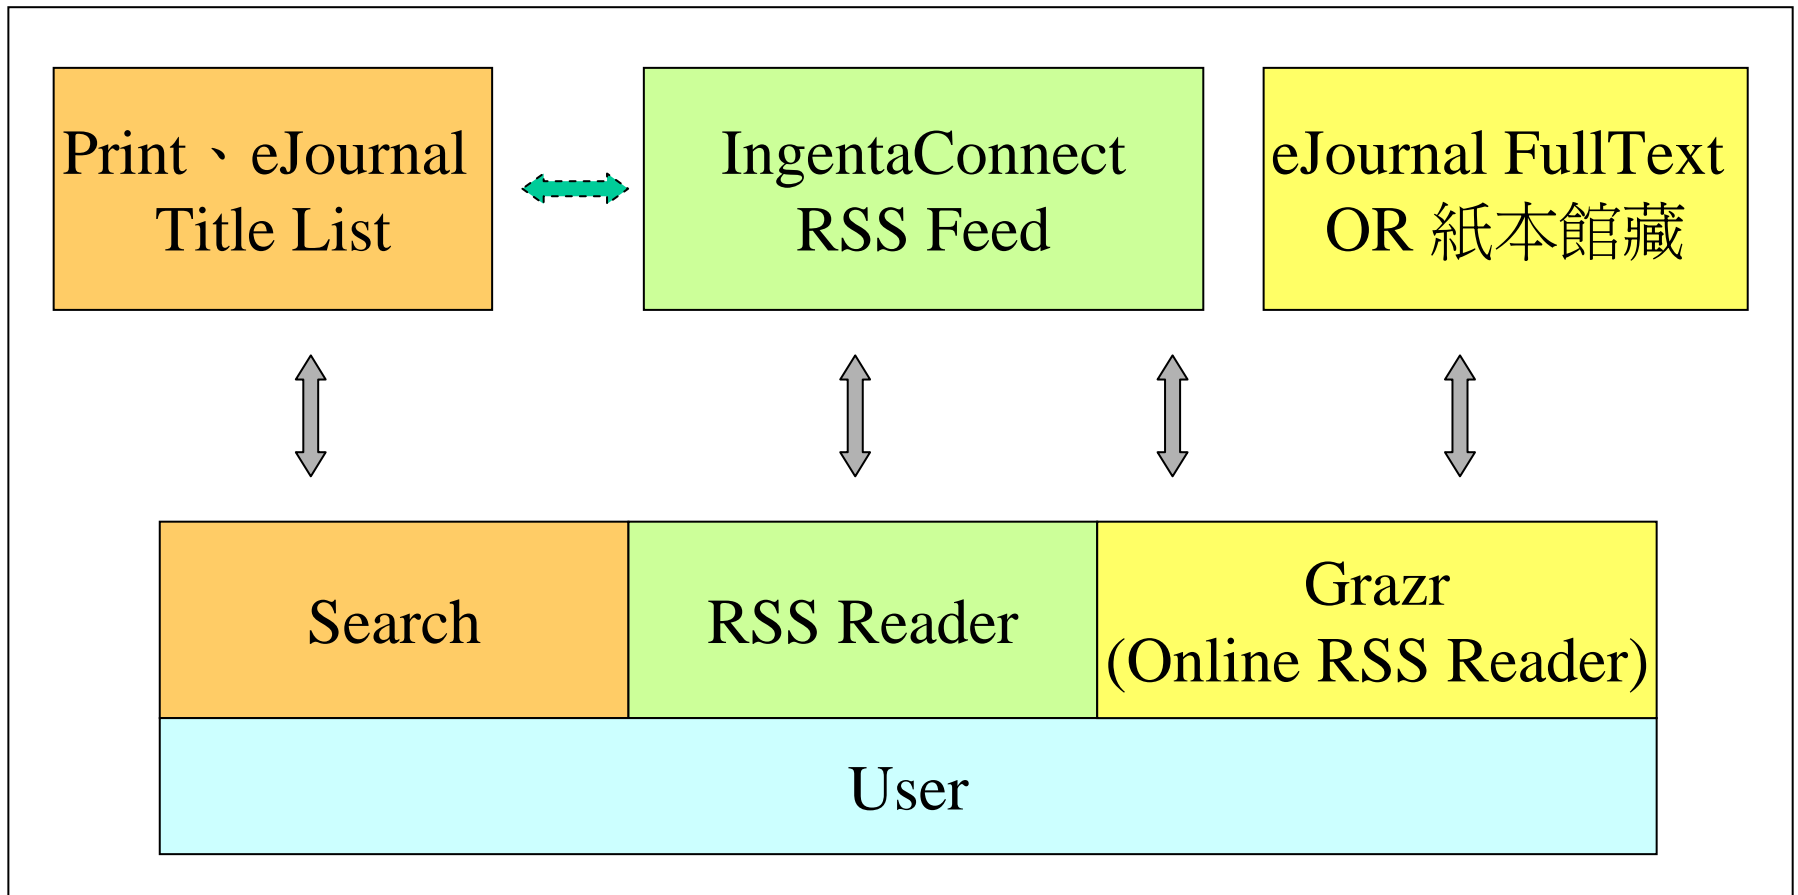 Print、eJournal
Title List
IngentaConnect
RSS Feed
eJournal FullText
OR 紙本館藏
Search
RSS Reader
Grazr
(Online RSS Reader)
User